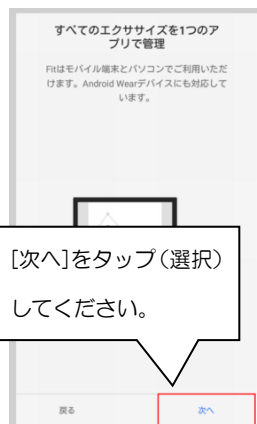 すべてのエクササイズを1つのア
プリで管理
Fitはモバイル端末とパソコンでご利用いただ
けます。Android Wearデバイスにも対応して
います。
[次へ]をタップ(選択)
してください。
戻る
次へ